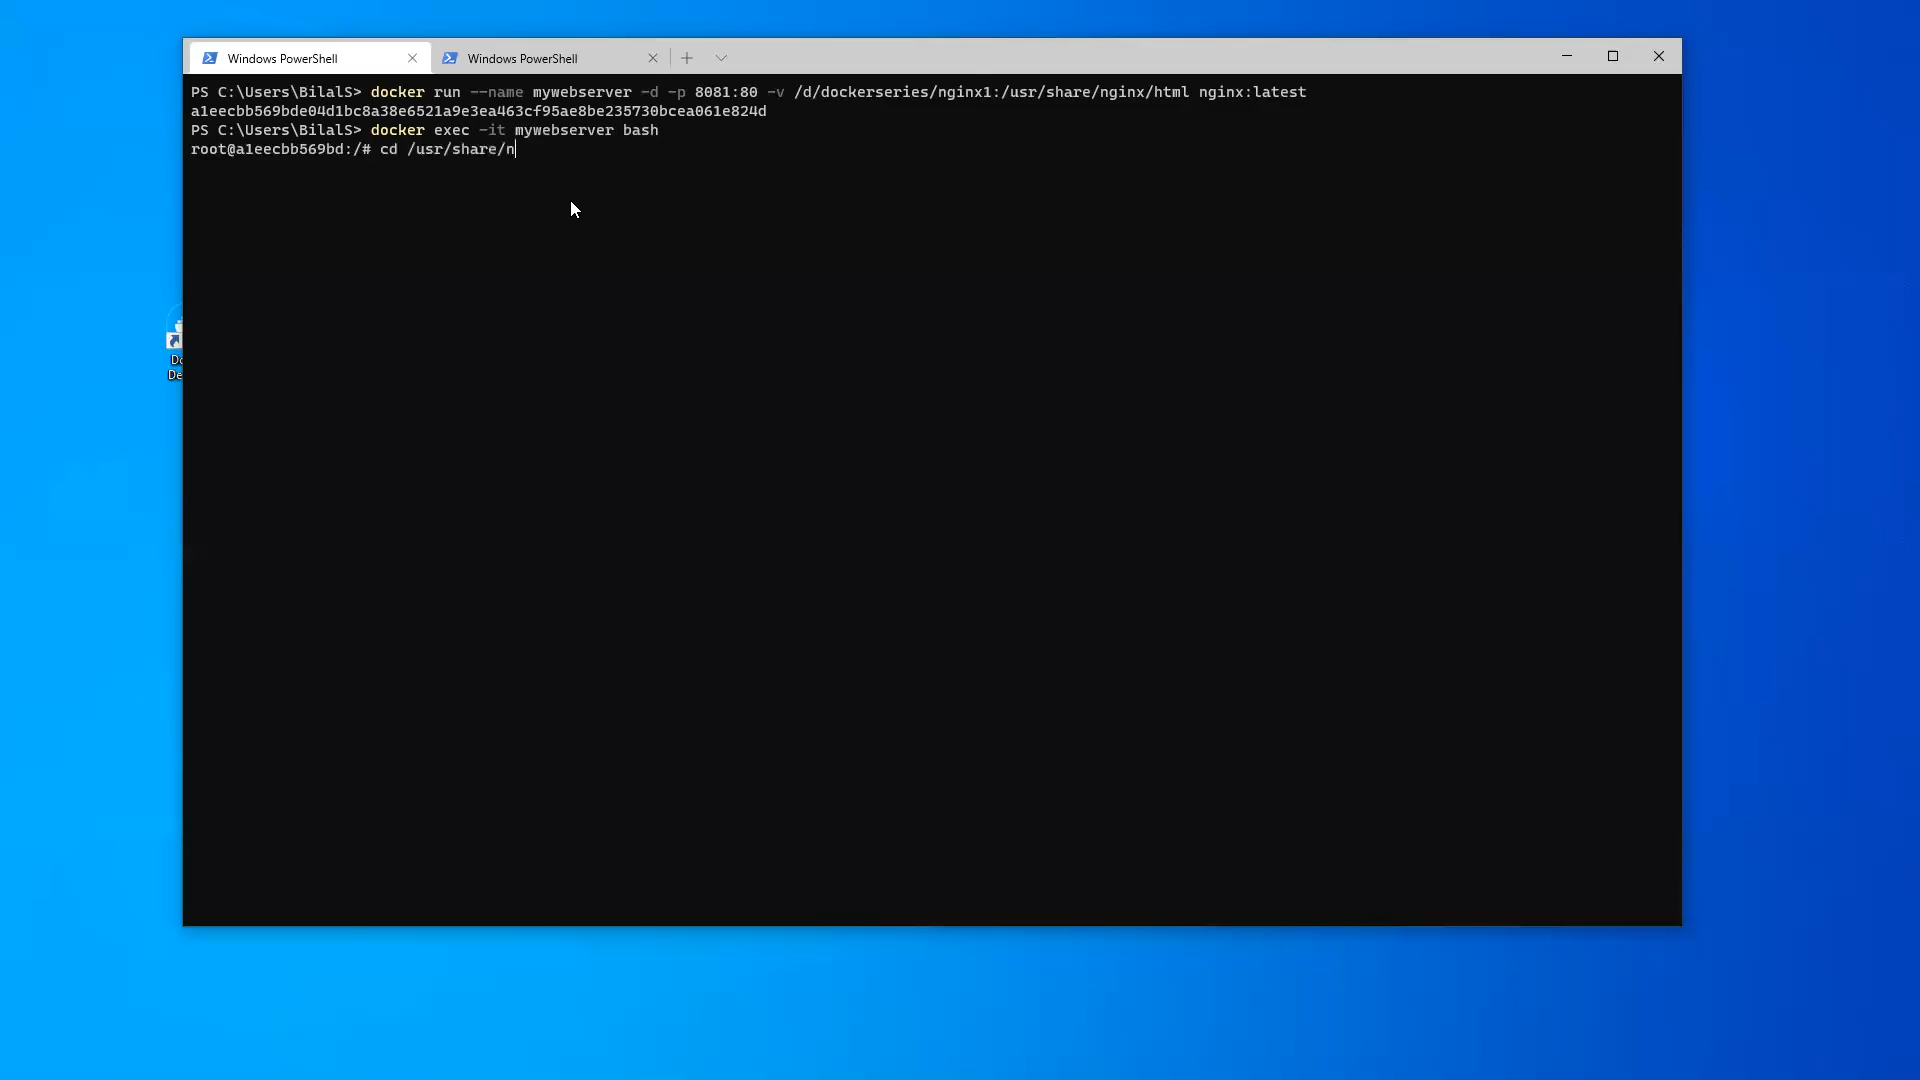 Windows PowerShell
Windows PowerShell
PS C:\Users\BilalS> docker run --name mywebserver -d -p 8081:80 -v /d/dockerseries/nginx1:/usr/share/nginx/html nginx:latest
a1eecbb569bde04d1bc8a38e6521a9e3ea463cf95ae8be235730bcea061e824d
PS C:\Users\BilalS> docker exec -it mywebserver bash
root@a1eecbb569bd:/# cd /usr/share/n